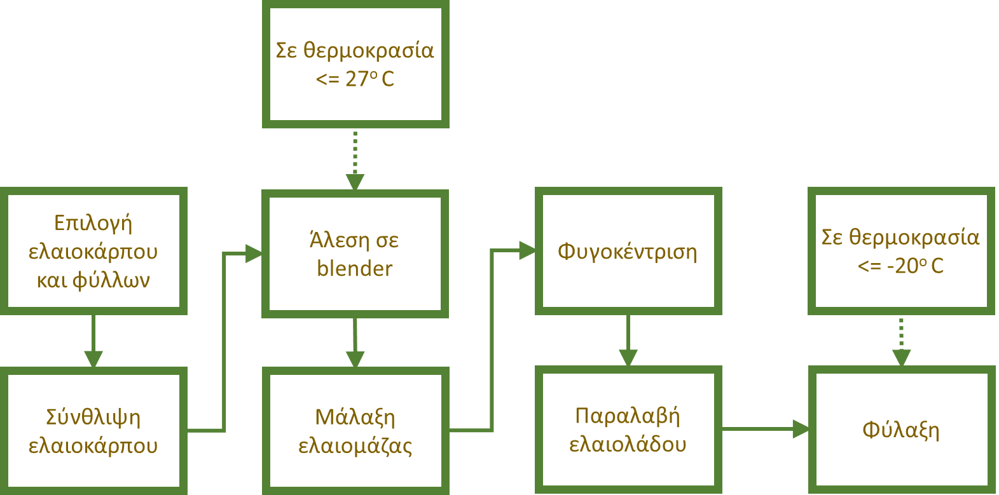 Σε θερμοκρασία
<= 27ο C
Επιλογή
ελαιοκάρπου
και φύλλων
Σύνθλιψη
ελαιοκάρπου
Άλεση σε
blender
Μάλαξη
ελαιομάζας
Φυγοκέντριση
Παραλαβή
ελαιολάδου
Σε θερμοκρασία
<= -20ο C
Φύλαξη